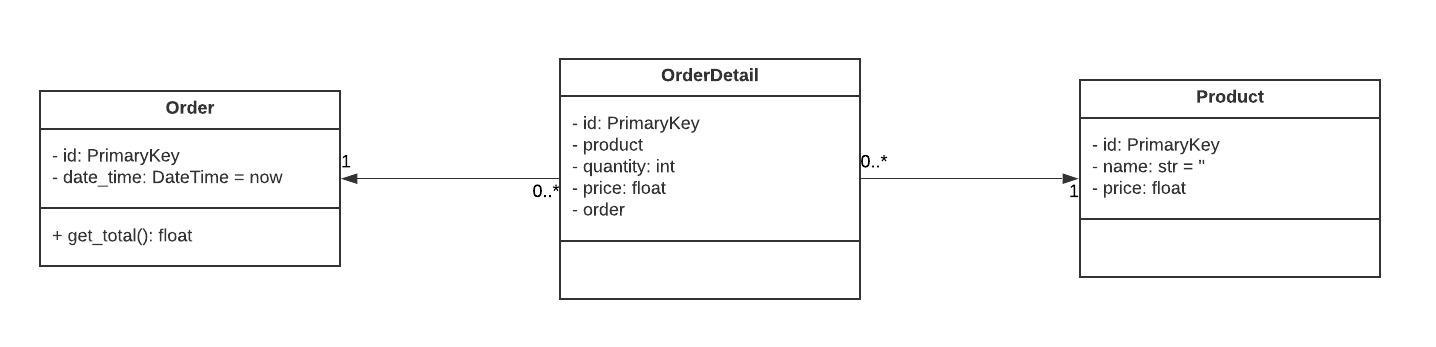 Order
- id: PrimaryKey
- date_time: DateTime = now
+ get_total(): float
1
0..*
OrderDetail
- id: PrimaryKey
- product
- quantity: int
- price: float
- order
0..*
1
Product
- id: PrimaryKey
- name: str = ''
- price: float